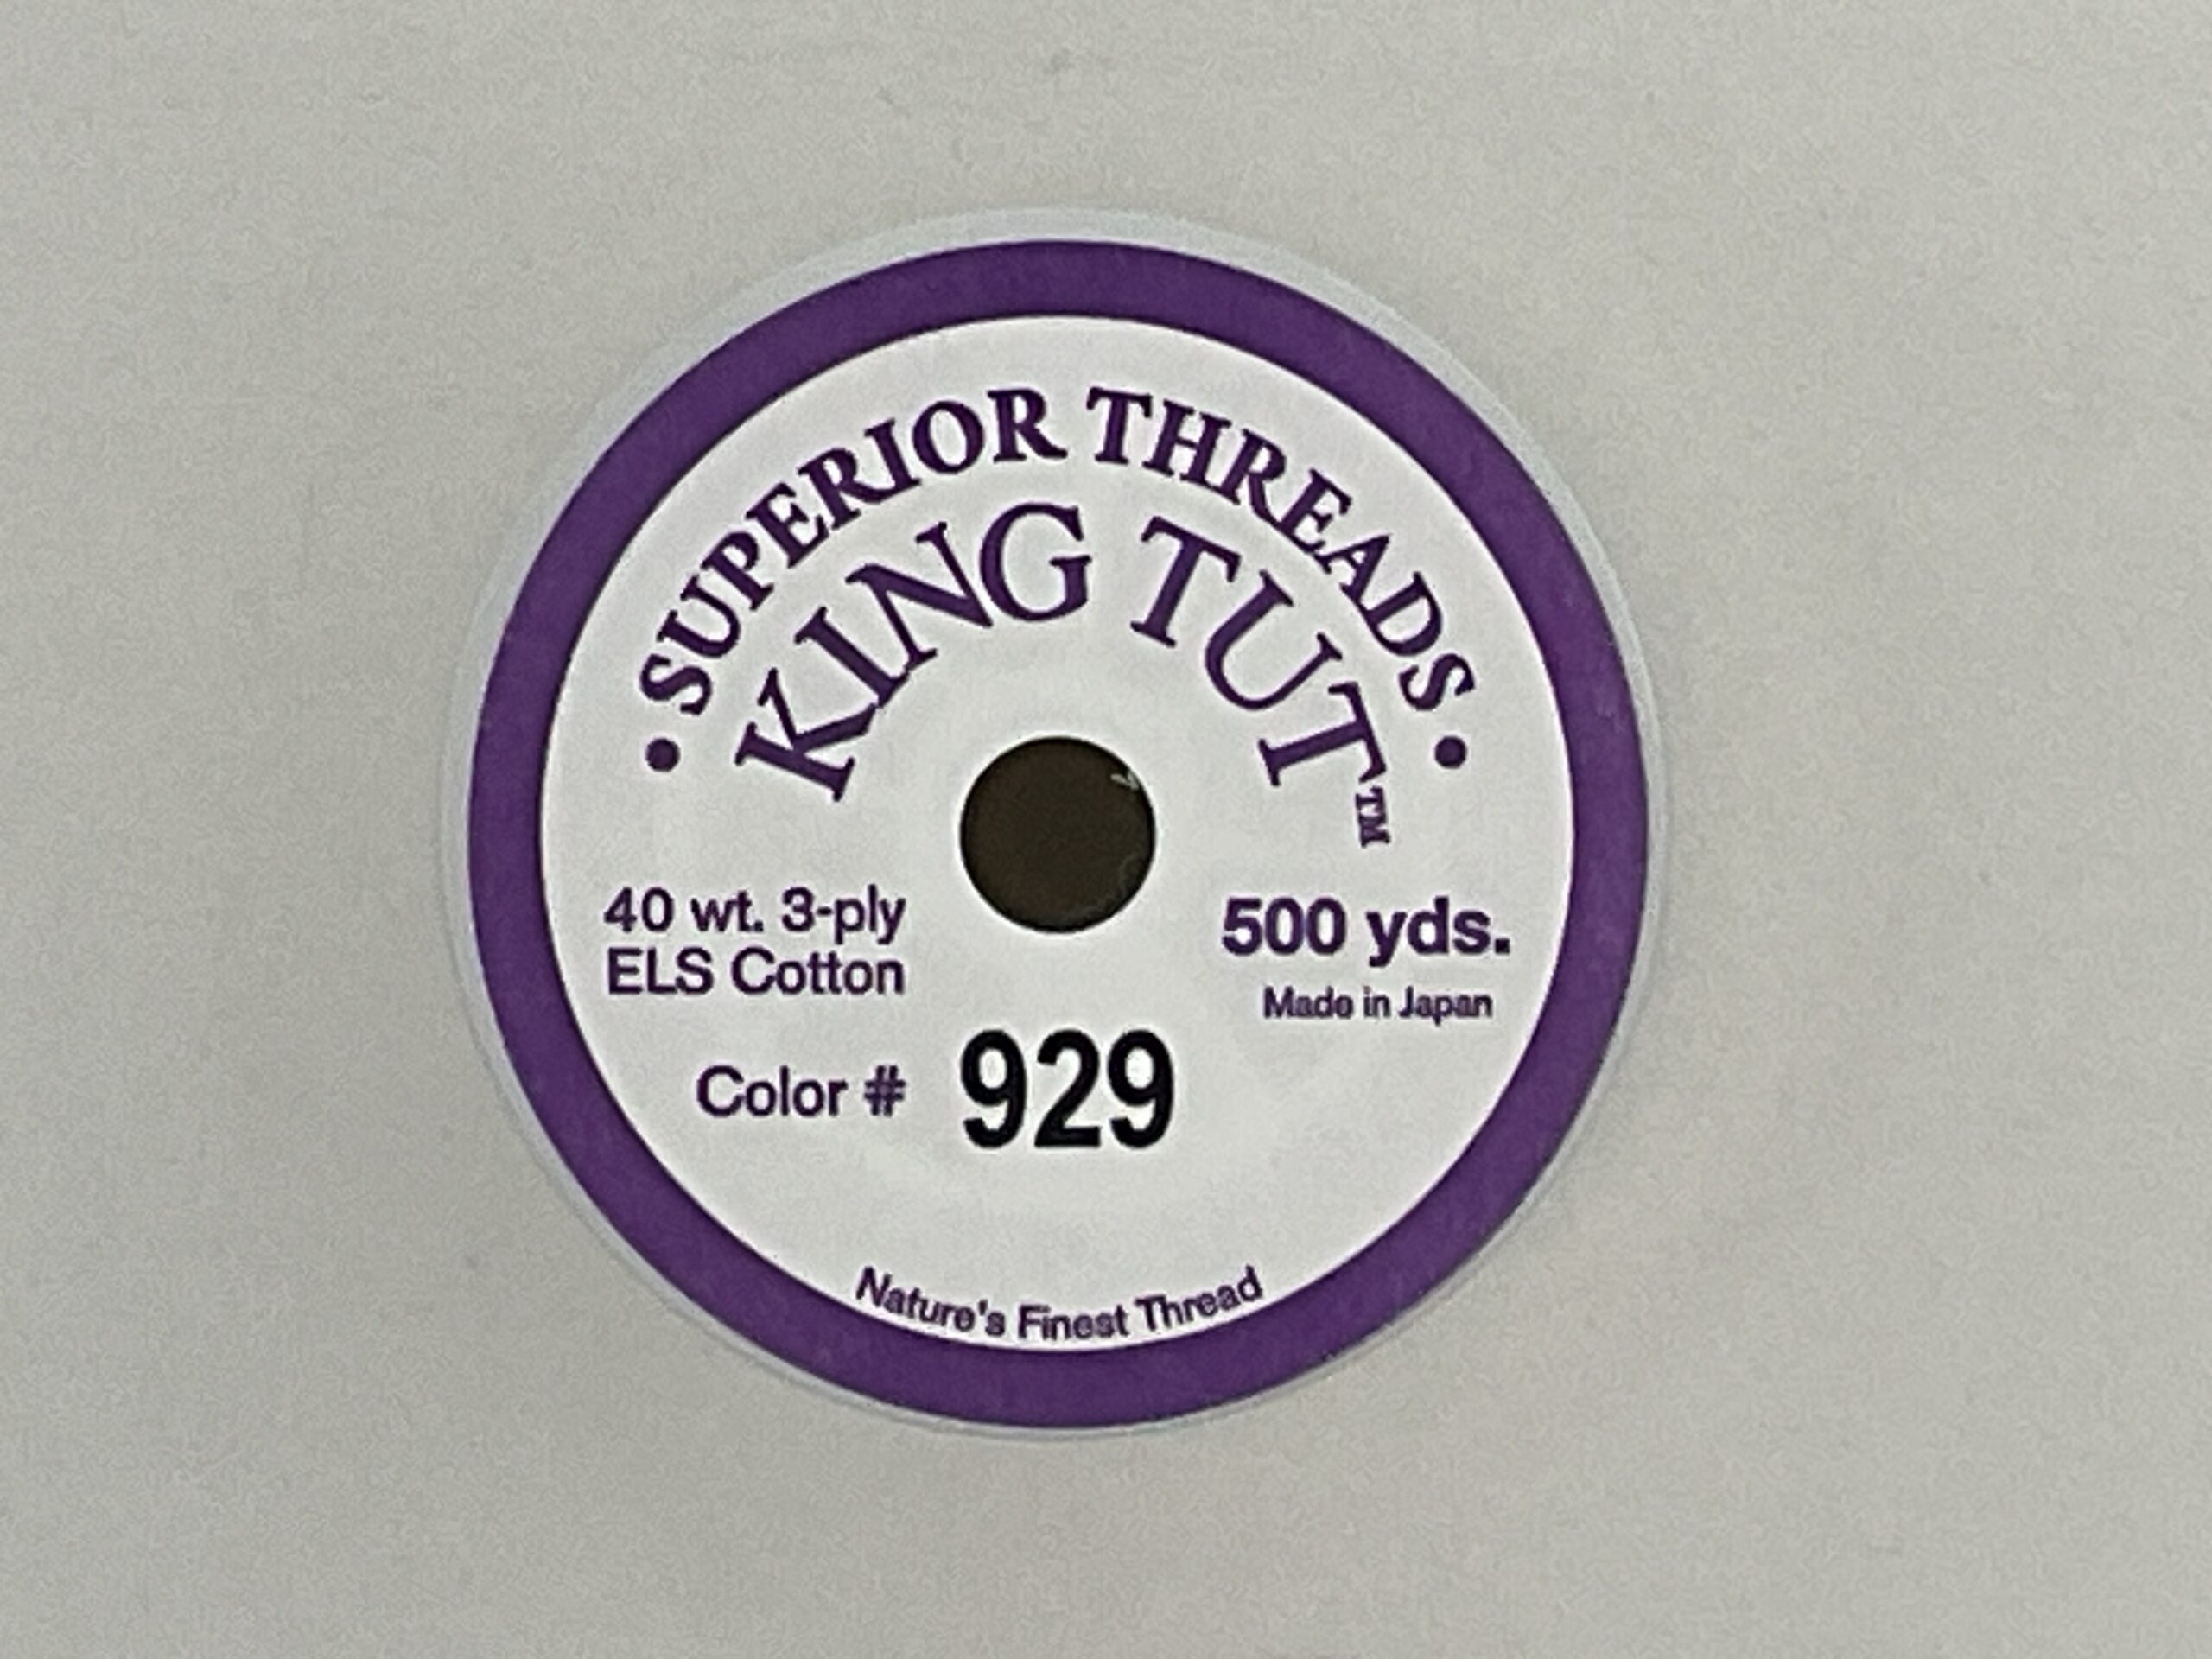 • SUPERIOR THREADS •
KING TUT™
40 wt. 3-ply
ELS Cotton
500 yds.
Made in Japan
Color # 929
Nature's Finest Thread